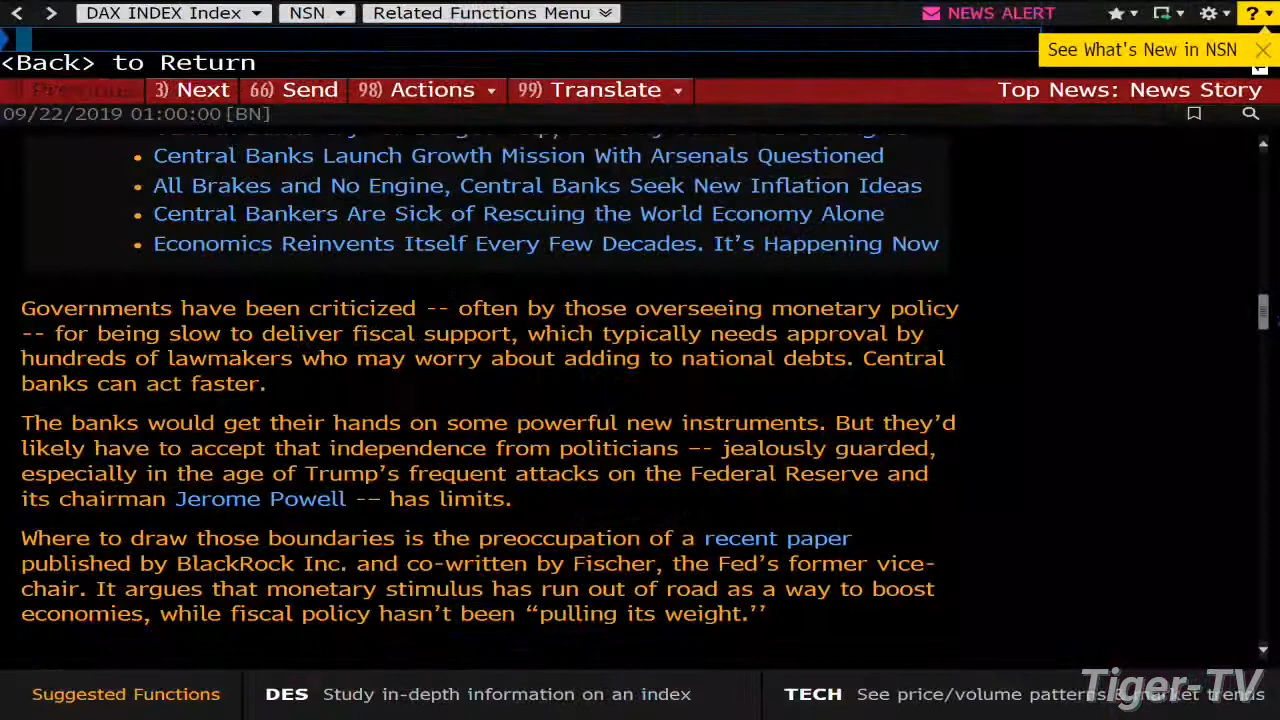 DAX INDEX Index NSN Related Functions Menu NEWS ALERT ?
See What's New in NSN
<Back> to Return
3) Next 66) Send 98) Actions 99) Translate Top News: News Story
09/22/2019 01:00:00 [BN]
• Central Banks Launch Growth Mission With Arsenals Questioned
• All Brakes and No Engine, Central Banks Seek New Inflation Ideas
• Central Bankers Are Sick of Rescuing the World Economy Alone
• Economics Reinvents Itself Every Few Decades. It’s Happening Now
Governments have been criticized -- often by those overseeing monetary policy
-- for being slow to deliver fiscal support, which typically needs approval by
hundreds of lawmakers who may worry about adding to national debts. Central
banks can act faster.
The banks would get their hands on some powerful new instruments. But they’d
likely have to accept that independence from politicians –- jealously guarded,
especially in the age of Trump’s frequent attacks on the Federal Reserve and
its chairman Jerome Powell -– has limits.
Where to draw those boundaries is the preoccupation of a recent paper
published by BlackRock Inc. and co-written by Fischer, the Fed’s former vice-
chair. It argues that monetary stimulus has run out of road as a way to boost
economies, while fiscal policy hasn’t been “pulling its weight.’’
Suggested Functions DES Study in-depth information on an index TECH See price/volume patterns & market trends
Tiger-TV